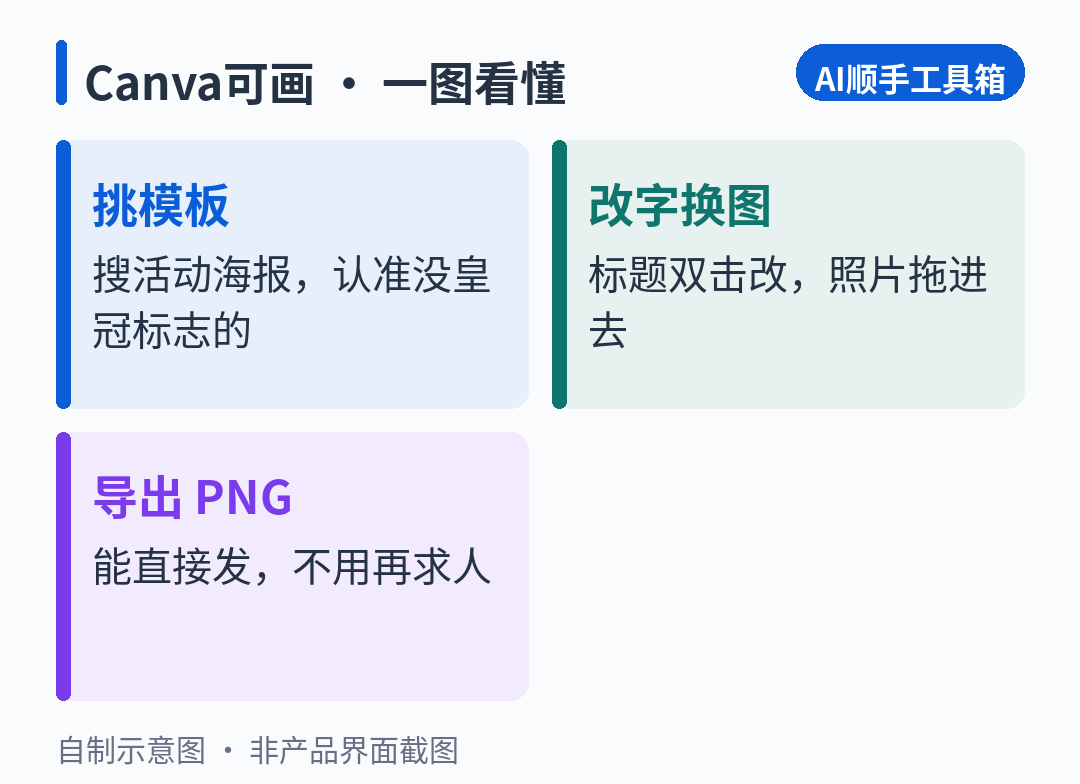 Canva可画 · 一图看懂
AI顺手工具箱
挑模板
搜活动海报，认准没皇
冠标志的
改字换图
标题双击改，照片拖进
去
导出 PNG
能直接发，不用再求人
自制示意图 · 非产品界面截图